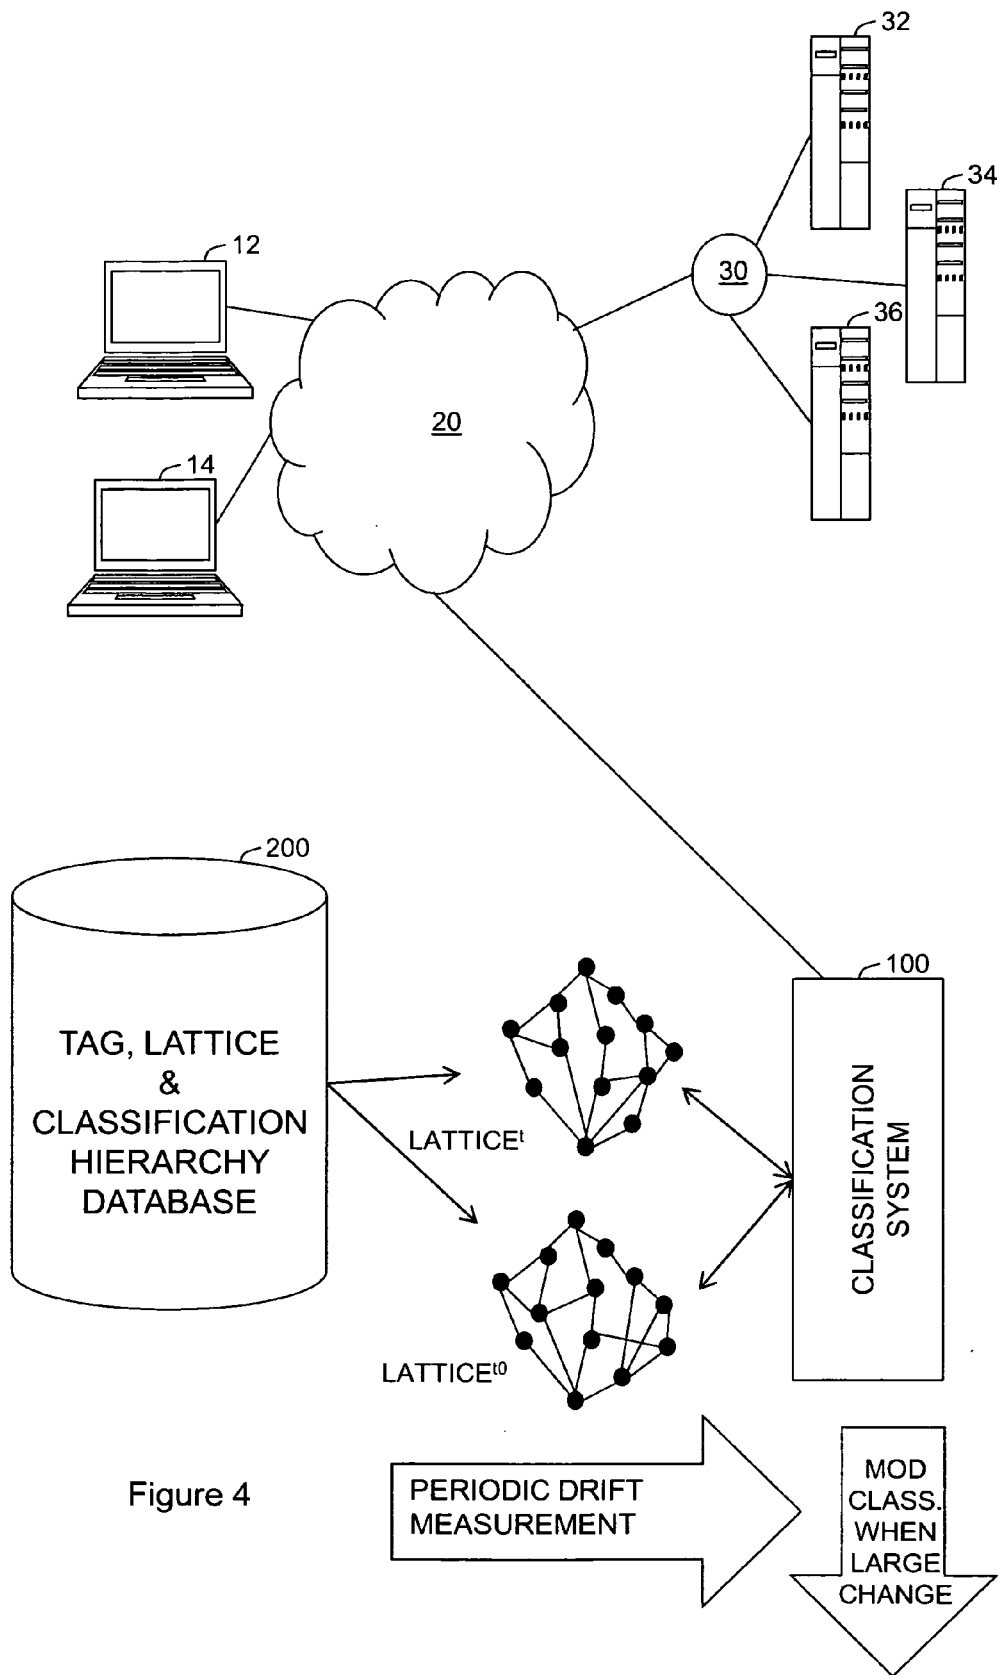 32
34
12
30
36
20
14
200
100
TAG, LATTICE
&
CLASSIFICATION
HIERARCHY
DATABASE
LATTICEᵗ
CLASSIFICATION
SYSTEM
LATTICEᵗ⁰
Figure 4
PERIODIC DRIFT
MEASUREMENT
MOD
CLASS.
WHEN
LARGE
CHANGE